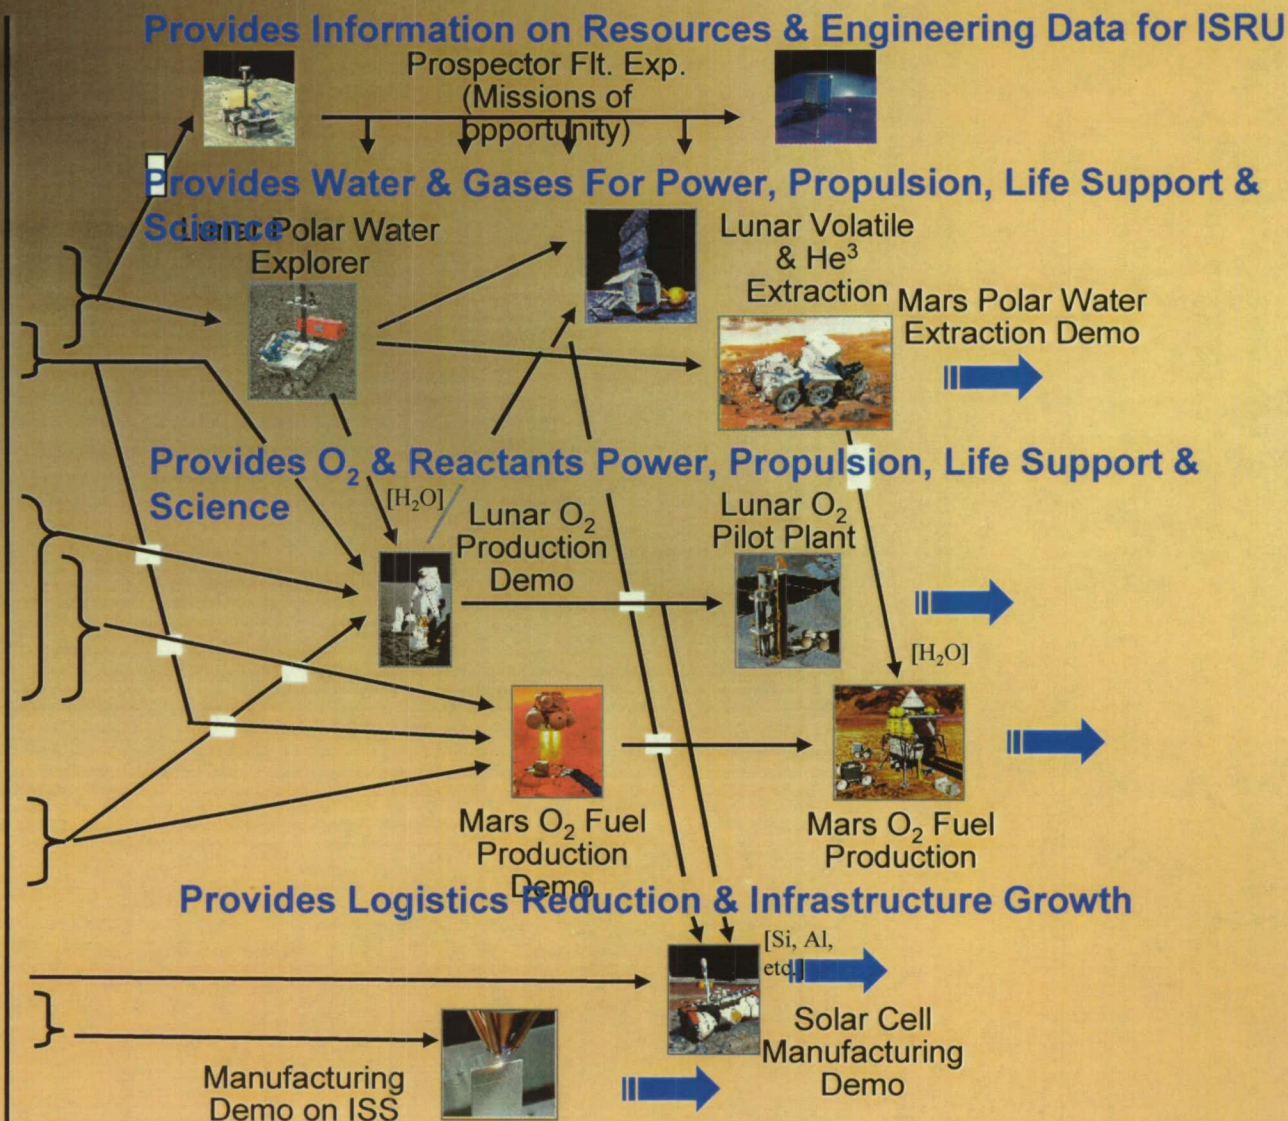 Provides Information on Resources & Engineering Data for ISRU
Prospector Flt. Exp.
(Missions of
opportunity)
Provides Water & Gases For Power, Propulsion, Life Support &
Science
Lunar Polar Water
Explorer
Lunar Volatile
& He³
Extraction
Mars Polar Water
Extraction Demo
Provides O₂ & Reactants Power, Propulsion, Life Support &
Science
[H₂O]
Lunar O₂
Production
Demo
Lunar O₂
Pilot Plant
[H₂O]
Mars O₂ Fuel
Production
Demo
Mars O₂ Fuel
Production
Provides Logistics Reduction & Infrastructure Growth
[Si, Al,
etc.]
Solar Cell
Manufacturing
Demo
Manufacturing
Demo on ISS